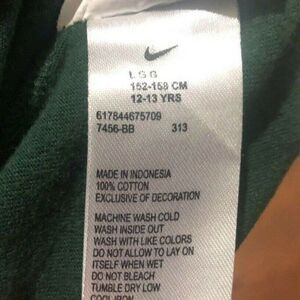 L G G
152-158 CM
12-13 YRS
617844675709
7456-BB 313
MADE IN INDONESIA
100% COTTON
EXCLUSIVE OF DECORATION
MACHINE WASH COLD
WASH INSIDE OUT
WASH WITH LIKE COLORS
DO NOT ALLOW TO LAY ON
ITSELF WHEN WET
DO NOT BLEACH
TUMBLE DRY LOW
COOL IRON